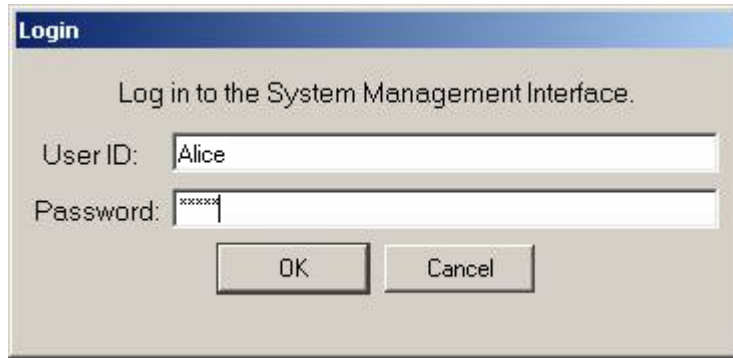 Login
Log in to the System Management Interface.
User ID: Alice
Password: *****
OK Cancel